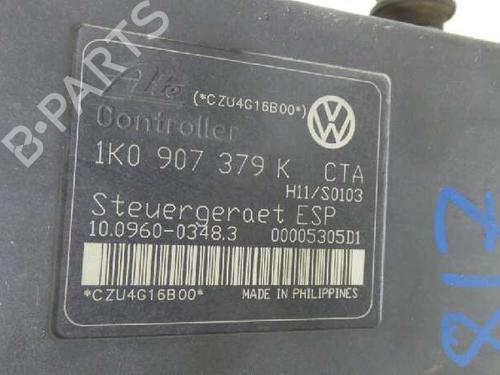 Ate (*CZU4G16B00*)
Controller
1K0 907 379 K CTA
H11/S0103
Steuergeraet ESP
10.0960-0348.3 00005305D1
*CZU4G16B00* MADE IN PHILIPPINES
B-PARTS